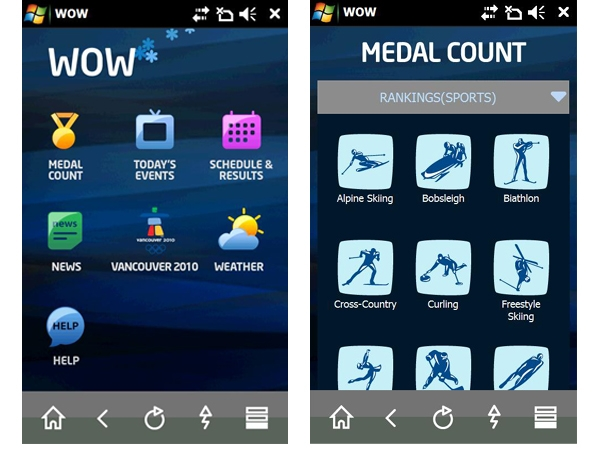 WOW
WOW
MEDAL
COUNT
TODAY'S
EVENTS
SCHEDULE &
RESULTS
news
NEWS
VANCOUVER 2010
VANCOUVER 2010
WEATHER
HELP
HELP
WOW
MEDAL COUNT
RANKINGS(SPORTS)
Alpine Skiing
Bobsleigh
Biathlon
Cross-Country
Curling
Freestyle
Skiing